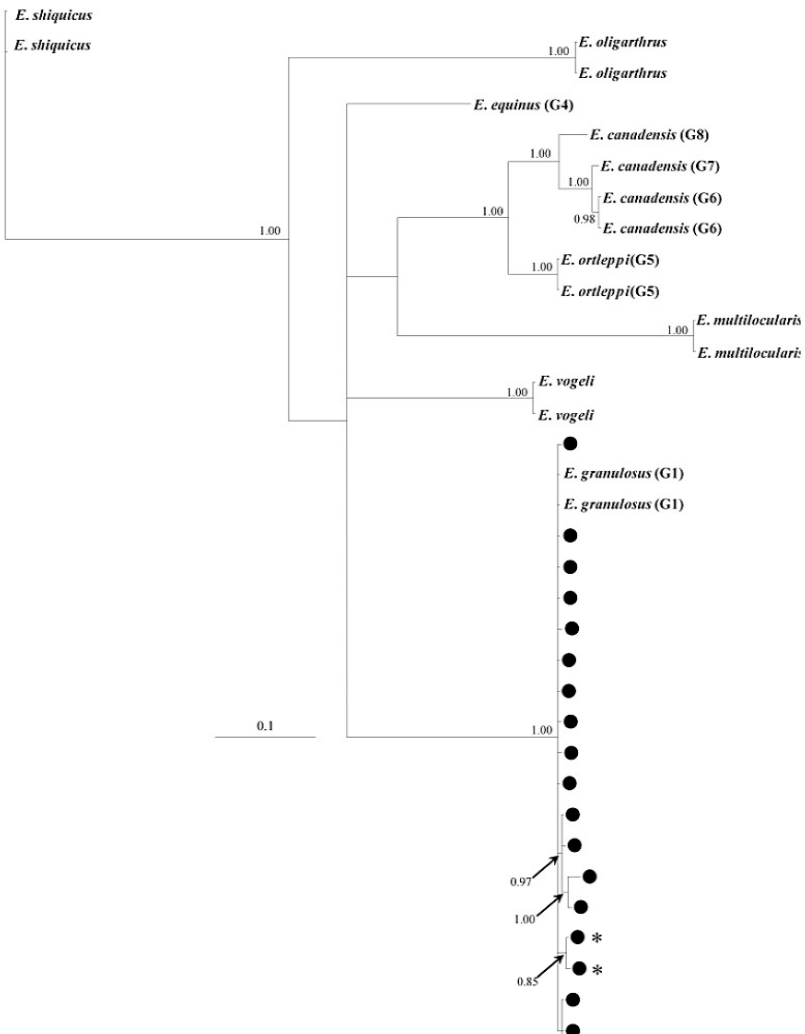 E. shiquicus
E. shiquicus
1.00
E. oligarthrus
E. oligarthrus
E. equinus (G4)
1.00
E. canadensis (G8)
1.00
E. canadensis (G7)
E. canadensis (G6)
0.98
E. canadensis (G6)
1.00
1.00
1.00
E. ortleppi(G5)
E. ortleppi(G5)
1.00
E. multilocularis
E. multilocularis
1.00
E. vogeli
E. vogeli
E. granulosus (G1)
E. granulosus (G1)
0.1
1.00
0.97
1.00
*
0.85
*